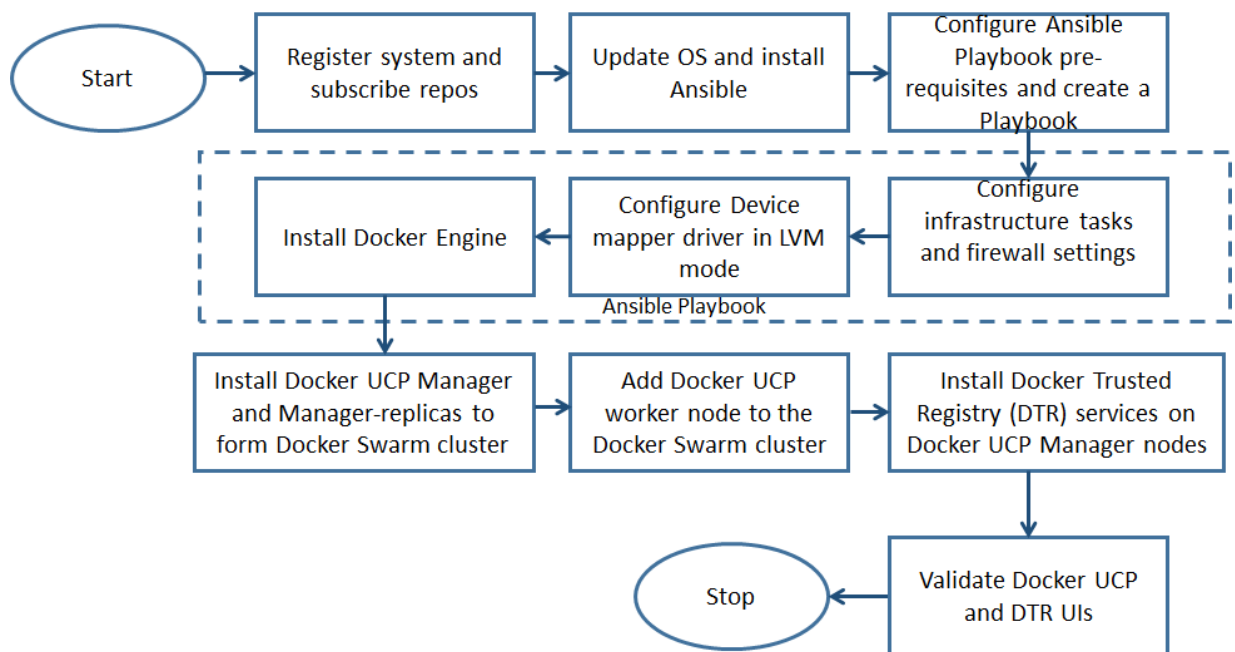 Start
Register system and
subscribe repos
Update OS and install
Ansible
Configure Ansible
Playbook pre-
requisites and create a
Playbook
Configure
infrastructure tasks
and firewall settings
Configure Device
mapper driver in LVM
mode
Install Docker Engine
Ansible Playbook
Install Docker UCP Manager
and Manager-replicas to
form Docker Swarm cluster
Add Docker UCP
worker node to the
Docker Swarm cluster
Install Docker Trusted
Registry (DTR) services on
Docker UCP Manager nodes
Validate Docker UCP
and DTR UIs
Stop